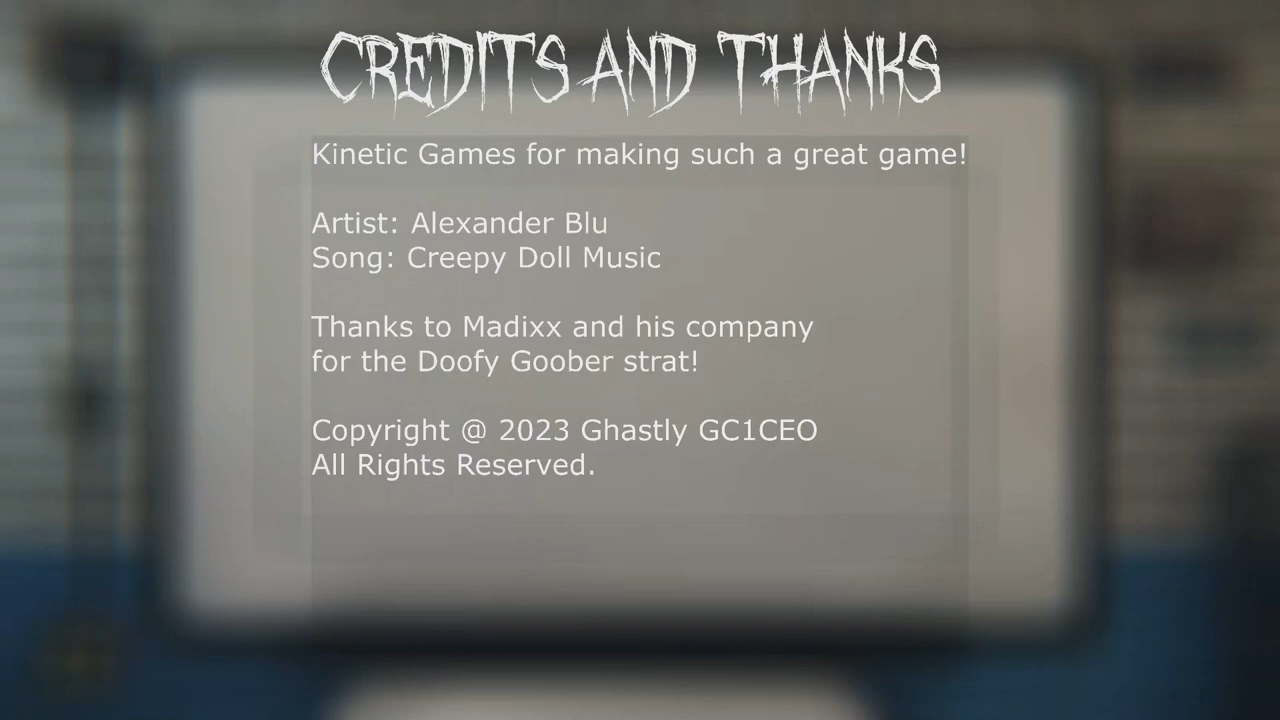 CREDITS AND THANKS
Kinetic Games for making such a great game!
Artist: Alexander Blu
Song: Creepy Doll Music
Thanks to Madixx and his company
for the Doofy Goober strat!
Copyright @ 2023 Ghastly GC1CEO
All Rights Reserved.